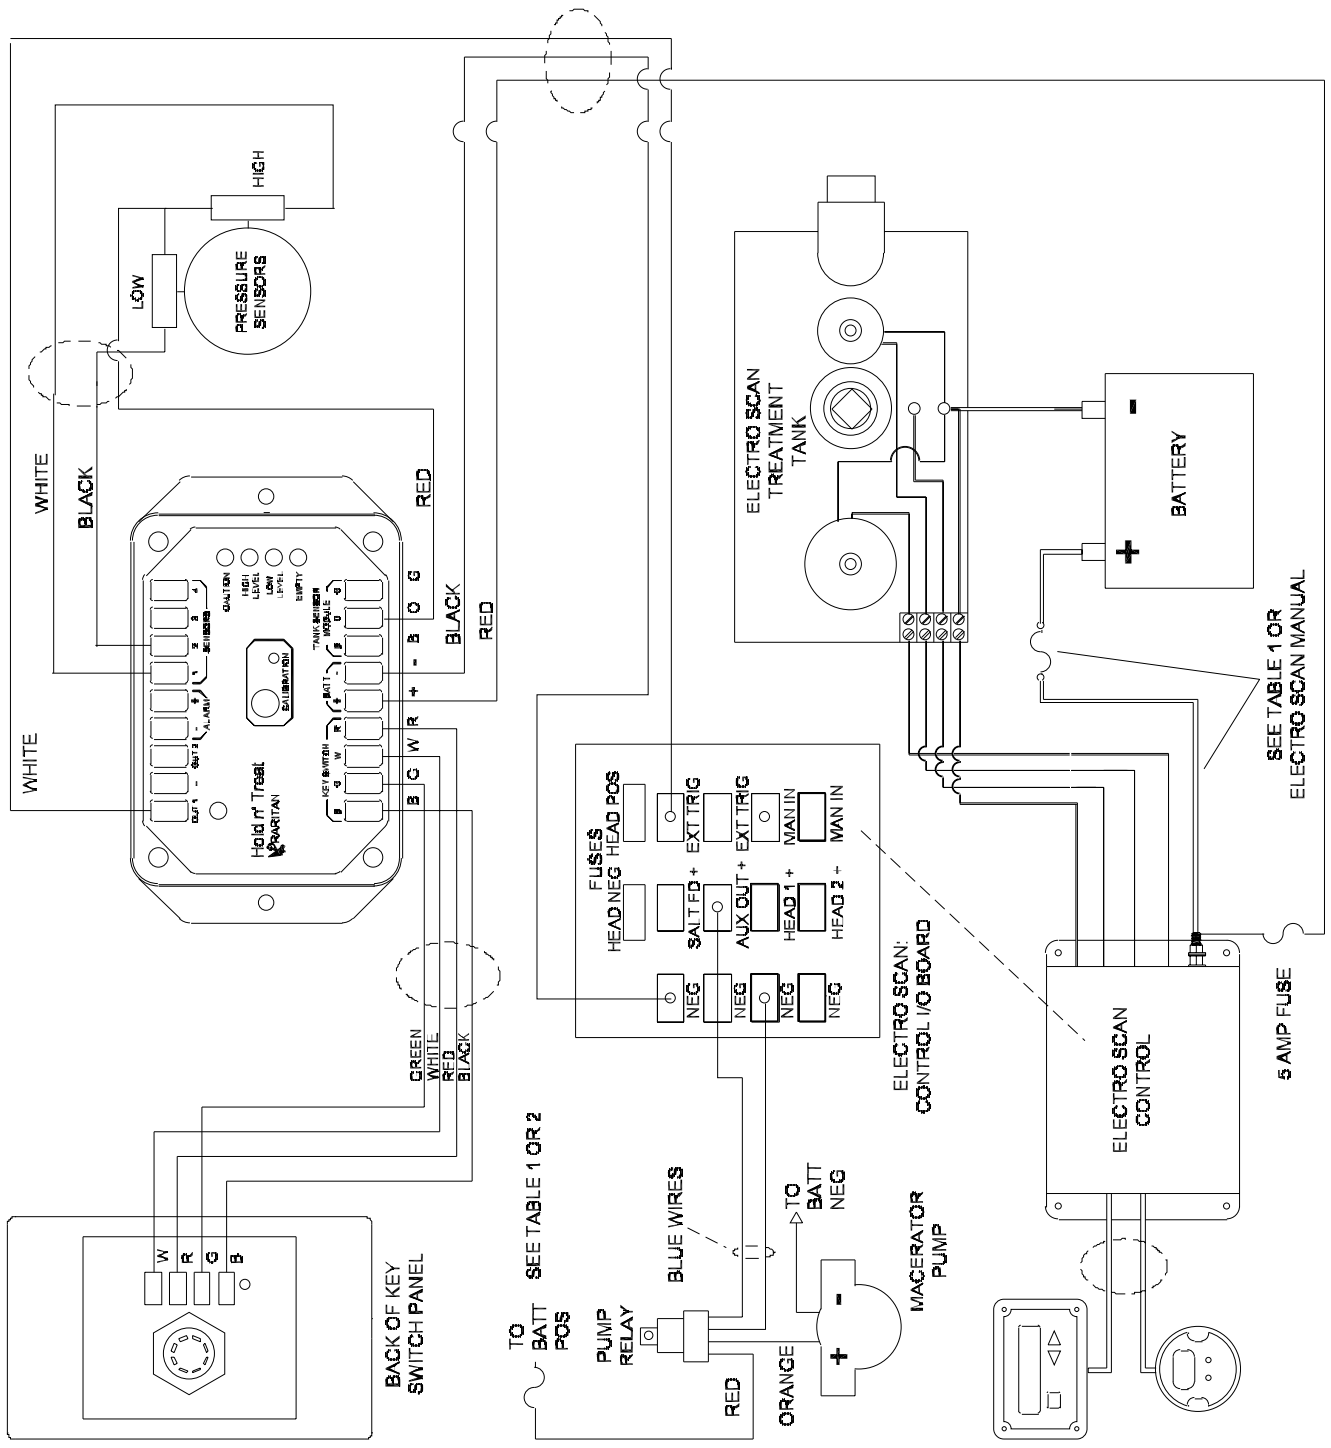 WHITE
WHITE
BLACK
LOW
HIGH
PRESSURE
SENSORS
RED
BLACK
RED
OUT 1
-
OUT 2
-
+
ALARM
1
2
3
4
SENSORS
CAUTION
HIGH
LEVEL
LOW
LEVEL
EMPTY
CALIBRATION
Hold n' Treat
RARITAN
KEY SWITCH
BATT
TANK SENSOR
MODULE
B
G
W
R
+
-
B
O
G
B
G
W
R
+
-
B
O
G
GREEN
WHITE
RED
BLACK
W
R
G
B
BACK OF KEY
SWITCH PANEL
FUSES
HEAD NEG
HEAD POS
NEG
SALT FD +
EXT TRIG
NEG
AUX OUT +
EXT TRIG
NEG
HEAD 1 +
MAN IN
NEG
HEAD 2 +
MAN IN
ELECTRO SCAN:
CONTROL I/O BOARD
SEE TABLE 1 OR 2
TO
BATT
POS
PUMP
RELAY
BLUE WIRES
TO
BATT
NEG
RED
ORANGE
+
-
MACERATOR
PUMP
ELECTRO SCAN
TREATMENT
TANK
BATTERY
+
-
SEE TABLE 1 OR
ELECTRO SCAN MANUAL
5 AMP FUSE
ELECTRO SCAN
CONTROL